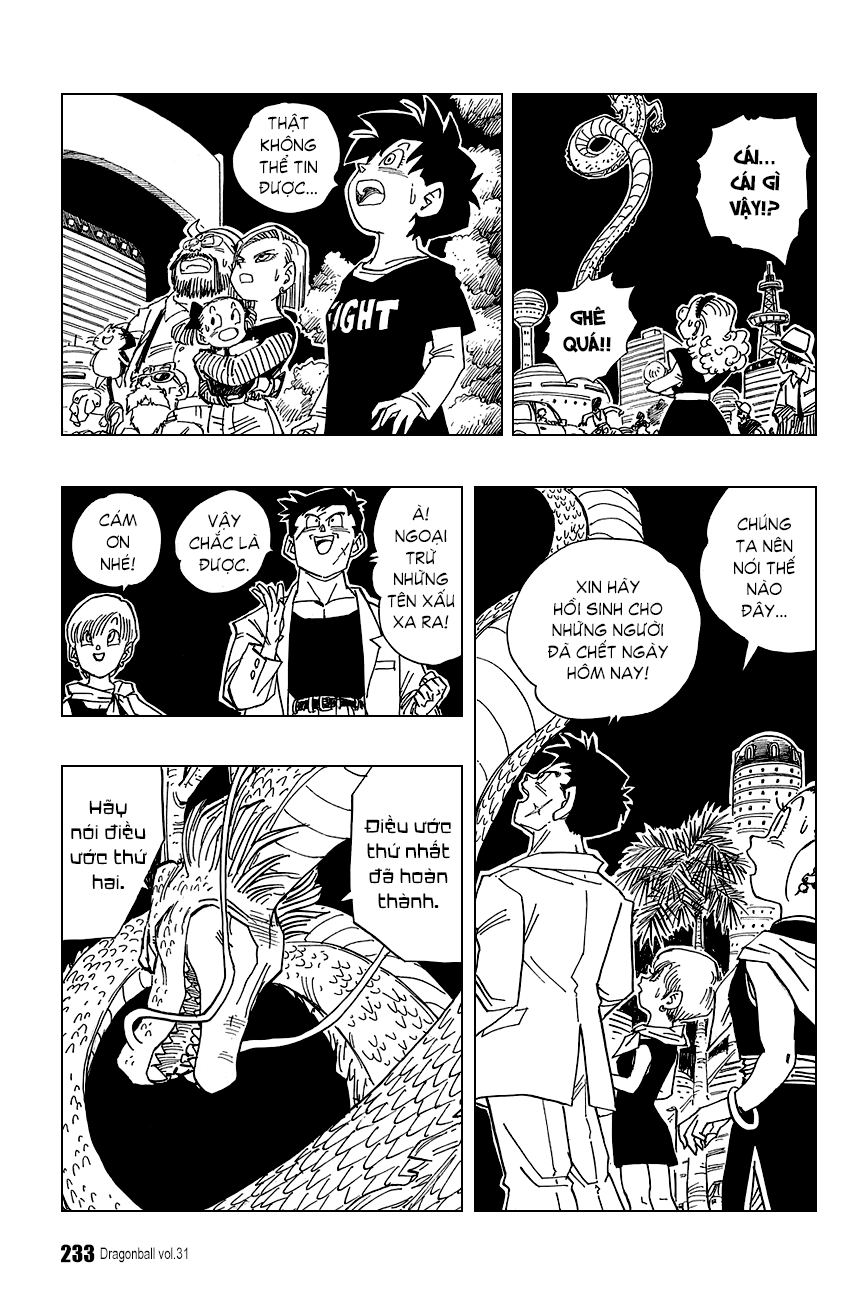 CÁI...
CÁI GÌ
VẬY!?
GHÊ
QUÁ!!
THẬT
KHÔNG
THỂ TIN
ĐƯỢC...
FIGHT
CHÚNG
TA NÊN
NÓI THẾ
NÀO
ĐÂY...
XIN HÃY
HỒI SINH CHO
NHỮNG NGƯỜI
ĐÃ CHẾT NGÀY
HÔM NAY!
À!
NGOẠI
TRỪ
NHỮNG
TÊN XẤU
XA RA!
VẬY
CHẮC LÀ
ĐƯỢC.
CÁM
ƠN
NHÉ!
Điều ước
thứ nhất
đã hoàn
thành.
Hãy
nói điều
ước thứ
hai.
233 Dragonball vol.31